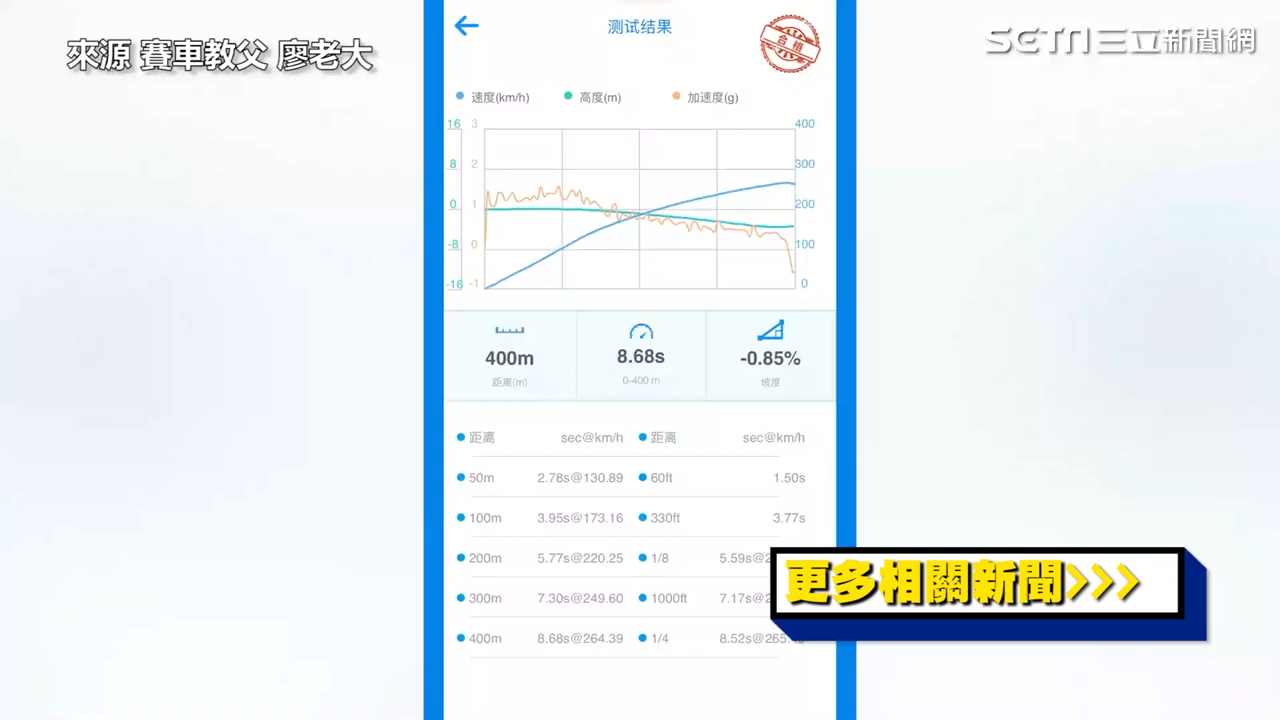 來源 賽車教父 廖老大
SETN三立新聞網
测试结果
合格
速度(km/h) 高度(m) 加速度(g)
16 3 400
8 2 300
0 1 200
-8 0 100
-16 -1 0
400m 8.68s -0.85%
距离(m) 0-400 m 坡度
距离 sec@km/h 距离 sec@km/h
50m 2.78s@130.89 60ft 1.50s
100m 3.95s@173.16 330ft 3.77s
200m 5.77s@220.25 1/8 5.59s@2
300m 7.30s@249.60 1000ft 7.17s@2
400m 8.68s@264.39 1/4 8.52s@265.
更多相關新聞>>>